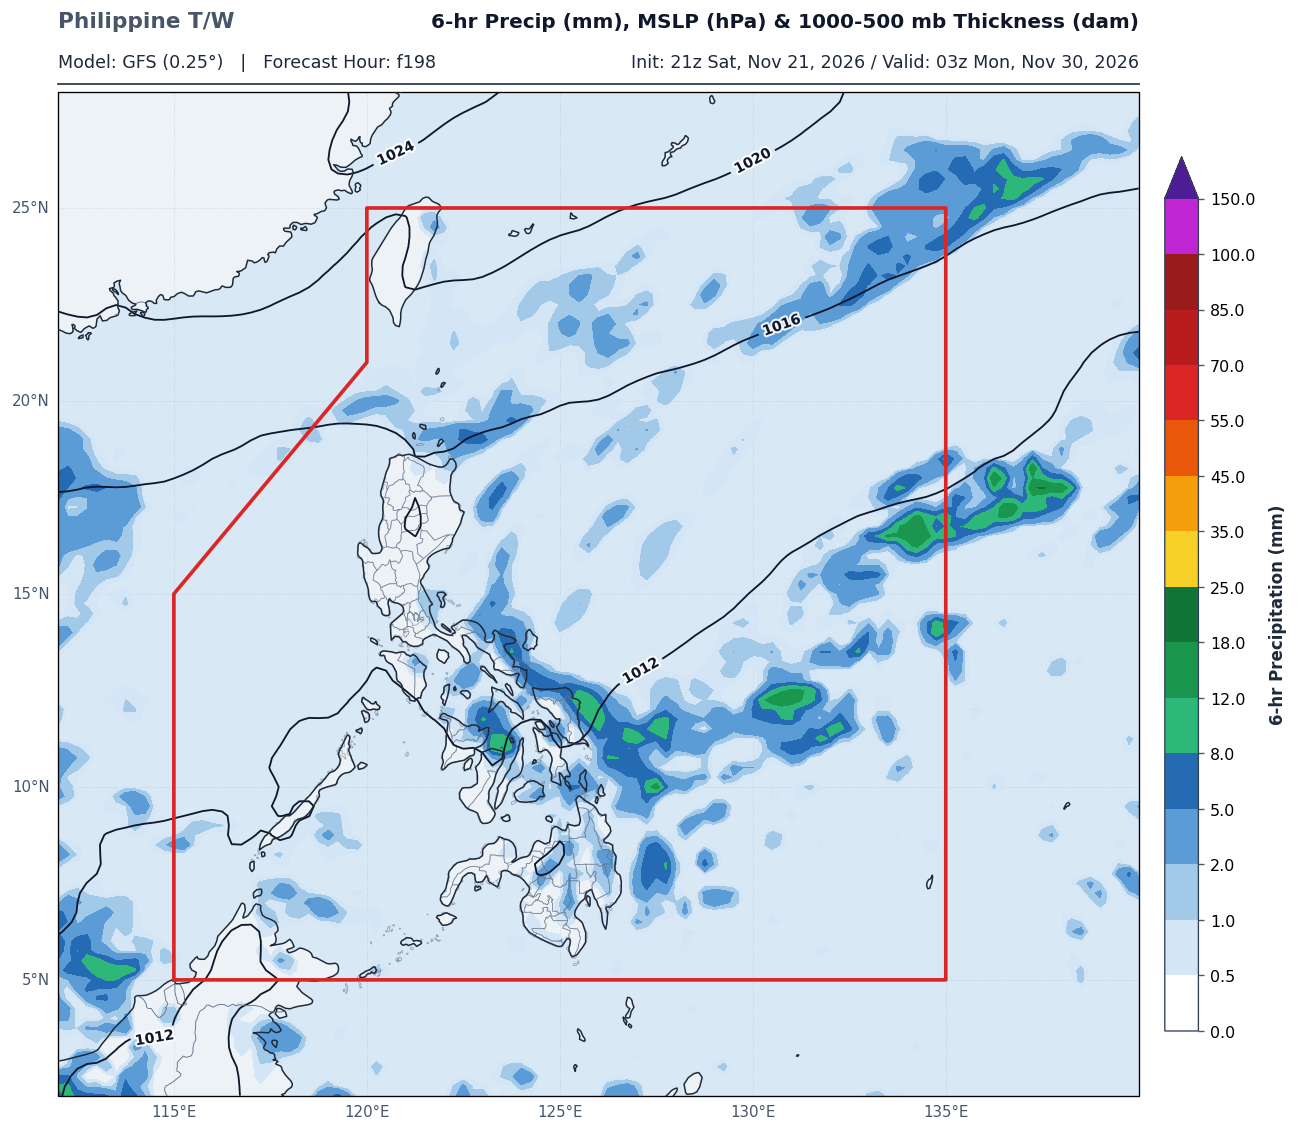 Philippine T/W
6-hr Precip (mm), MSLP (hPa) & 1000-500 mb Thickness (dam)
Model: GFS (0.25°) | Forecast Hour: f198
Init: 21z Sat, Nov 21, 2026 / Valid: 03z Mon, Nov 30, 2026
1024
1020
1016
1012
1012
25°N
20°N
15°N
10°N
5°N
115°E
120°E
125°E
130°E
135°E
150.0
100.0
85.0
70.0
55.0
45.0
35.0
25.0
18.0
12.0
8.0
5.0
2.0
1.0
0.5
0.0
6-hr Precipitation (mm)